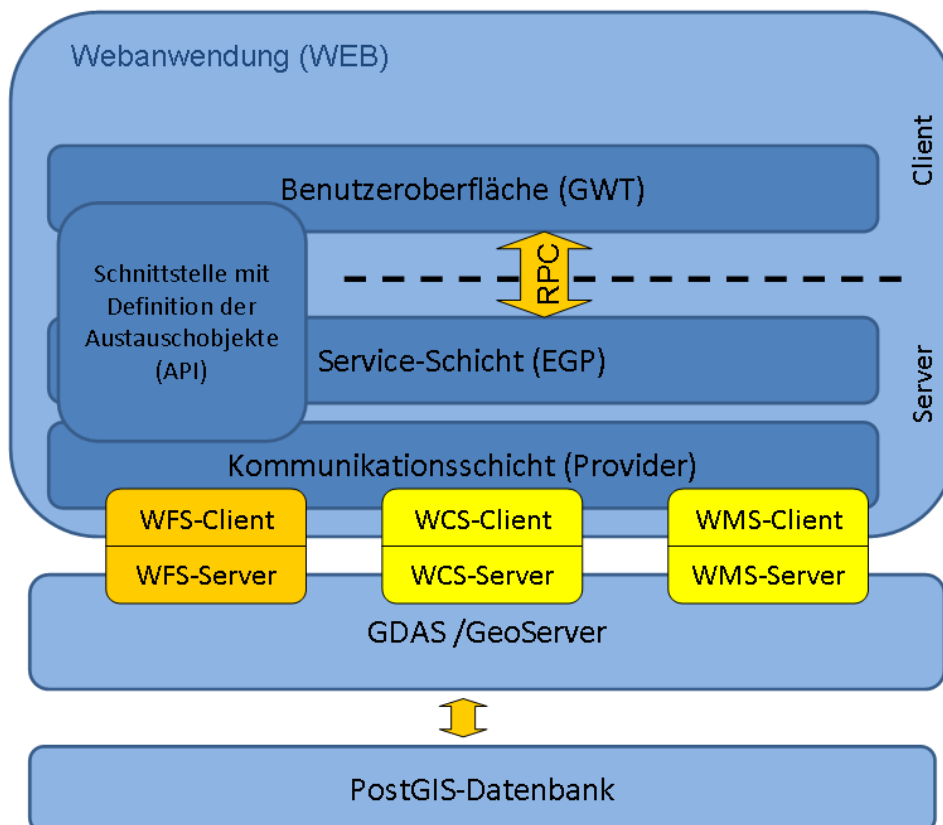 Webanwendung (WEB)
Client
Benutzeroberfläche (GWT)
RPC
Schnittstelle mit
Definition der
Austauschobjekte
(API)
Service-Schicht (EGP)
Server
Kommunikationsschicht (Provider)
WFS-Client
WCS-Client
WMS-Client
WFS-Server
WCS-Server
WMS-Server
GDAS /GeoServer
PostGIS-Datenbank